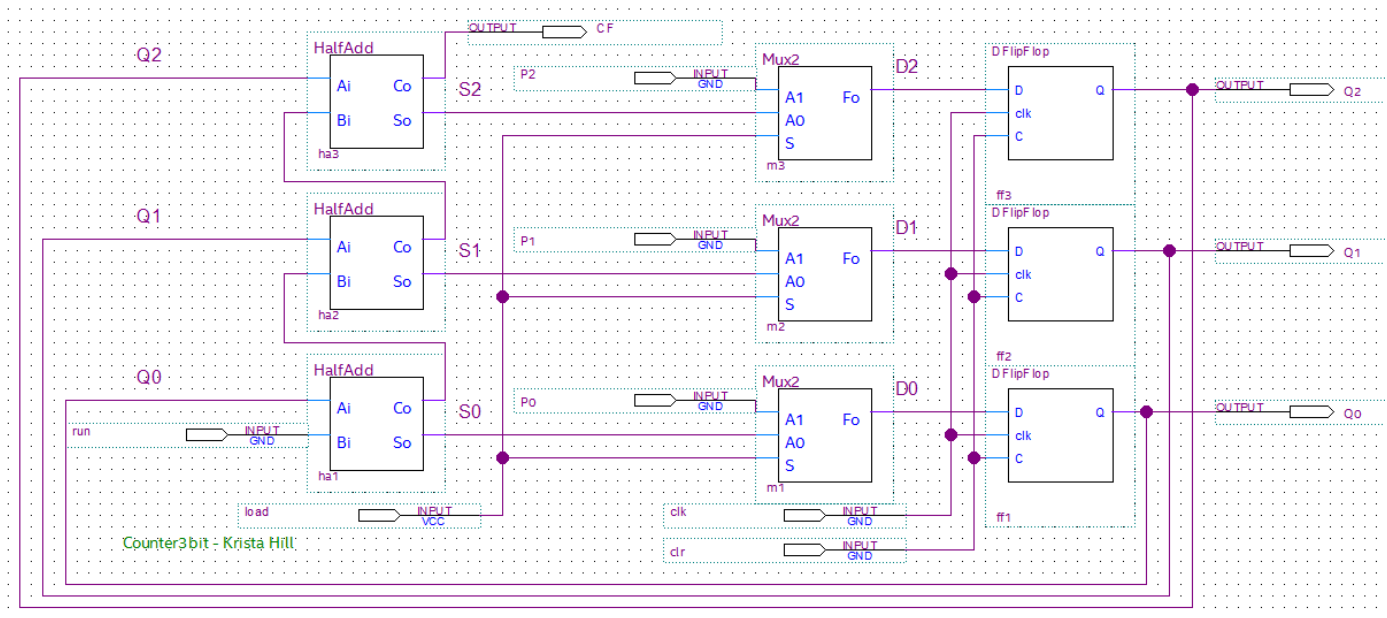 OUTPUT CF
Q2
HalfAdd
Ai Co
Bi So
ha3
S2
P2 INPUT
GND
Mux2
A1 Fo
A0
S
m3
D2
DFlipFlop
D Q
clk
C
ff3
OUTPUT Q2
Q1
HalfAdd
Ai Co
Bi So
ha2
S1
P1 INPUT
GND
Mux2
A1 Fo
A0
S
m2
D1
DFlipFlop
D Q
clk
C
ff2
OUTPUT Q1
Q0
HalfAdd
Ai Co
Bi So
ha1
run INPUT
GND
S0
P0 INPUT
GND
Mux2
A1 Fo
A0
S
m1
D0
DFlipFlop
D Q
clk
C
ff1
OUTPUT Q0
load INPUT
VCC
clk INPUT
GND
clr INPUT
GND
Counter3bit - Krista Hill